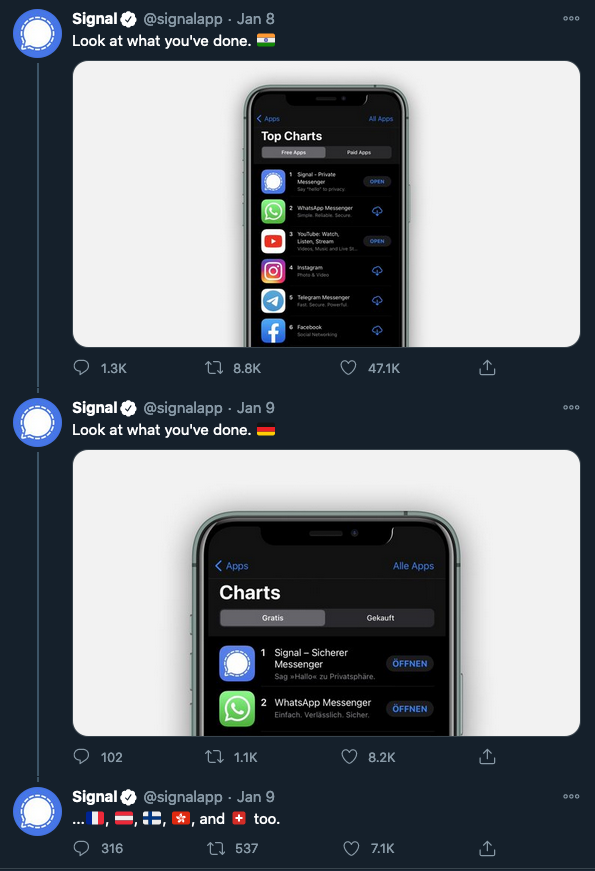 Signal @signalapp · Jan 8
Look at what you've done. 🇮🇳
Apps
All Apps
Top Charts
Free Apps
Paid Apps
1 Signal - Private
Messenger
Say "hello" to privacy.
OPEN
2 WhatsApp Messenger
Simple. Reliable. Secure.
3 YouTube: Watch,
Listen, Stream
Videos, Music and Live St...
OPEN
4 Instagram
Photo & Video
5 Telegram Messenger
Fast. Secure. Powerful.
6 Facebook
Social Networking
1.3K 8.8K 47.1K
Signal @signalapp · Jan 9
Look at what you've done. 🇩🇪
Apps
Alle Apps
Charts
Gratis
Gekauft
1 Signal – Sicherer
Messenger
Sag »Hallo« zu Privatsphäre.
ÖFFNEN
2 WhatsApp Messenger
Einfach. Verlässlich. Sicher.
ÖFFNEN
102 1.1K 8.2K
Signal @signalapp · Jan 9
...🇫🇷, 🇦🇹, 🇫🇮, 🇭🇰, and 🇨🇭 too.
316 537 7.1K